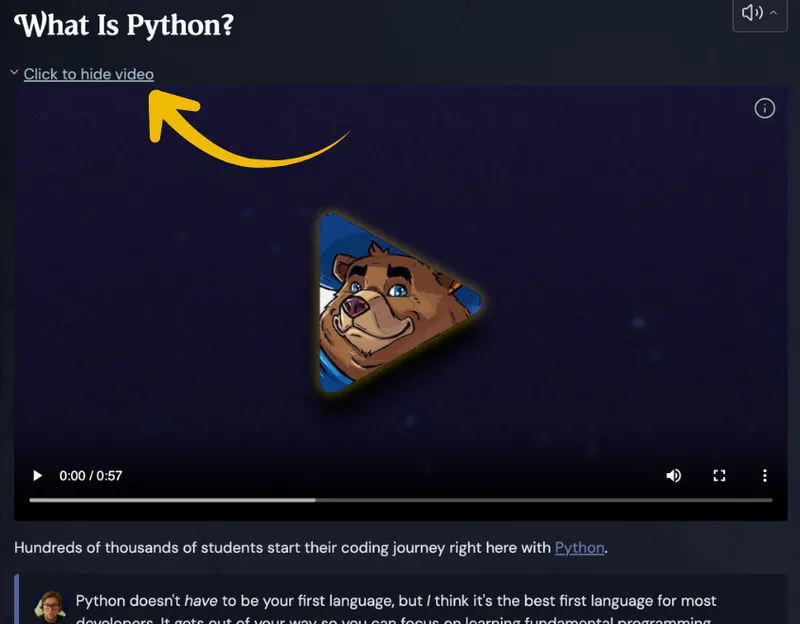 What Is Python?
Click to hide video
0:00 / 0:57
Hundreds of thousands of students start their coding journey right here with Python.
Python doesn't have to be your first language, but I think it's the best first language for most
developers. It gets out of your way so you can focus on learning fundamental programming